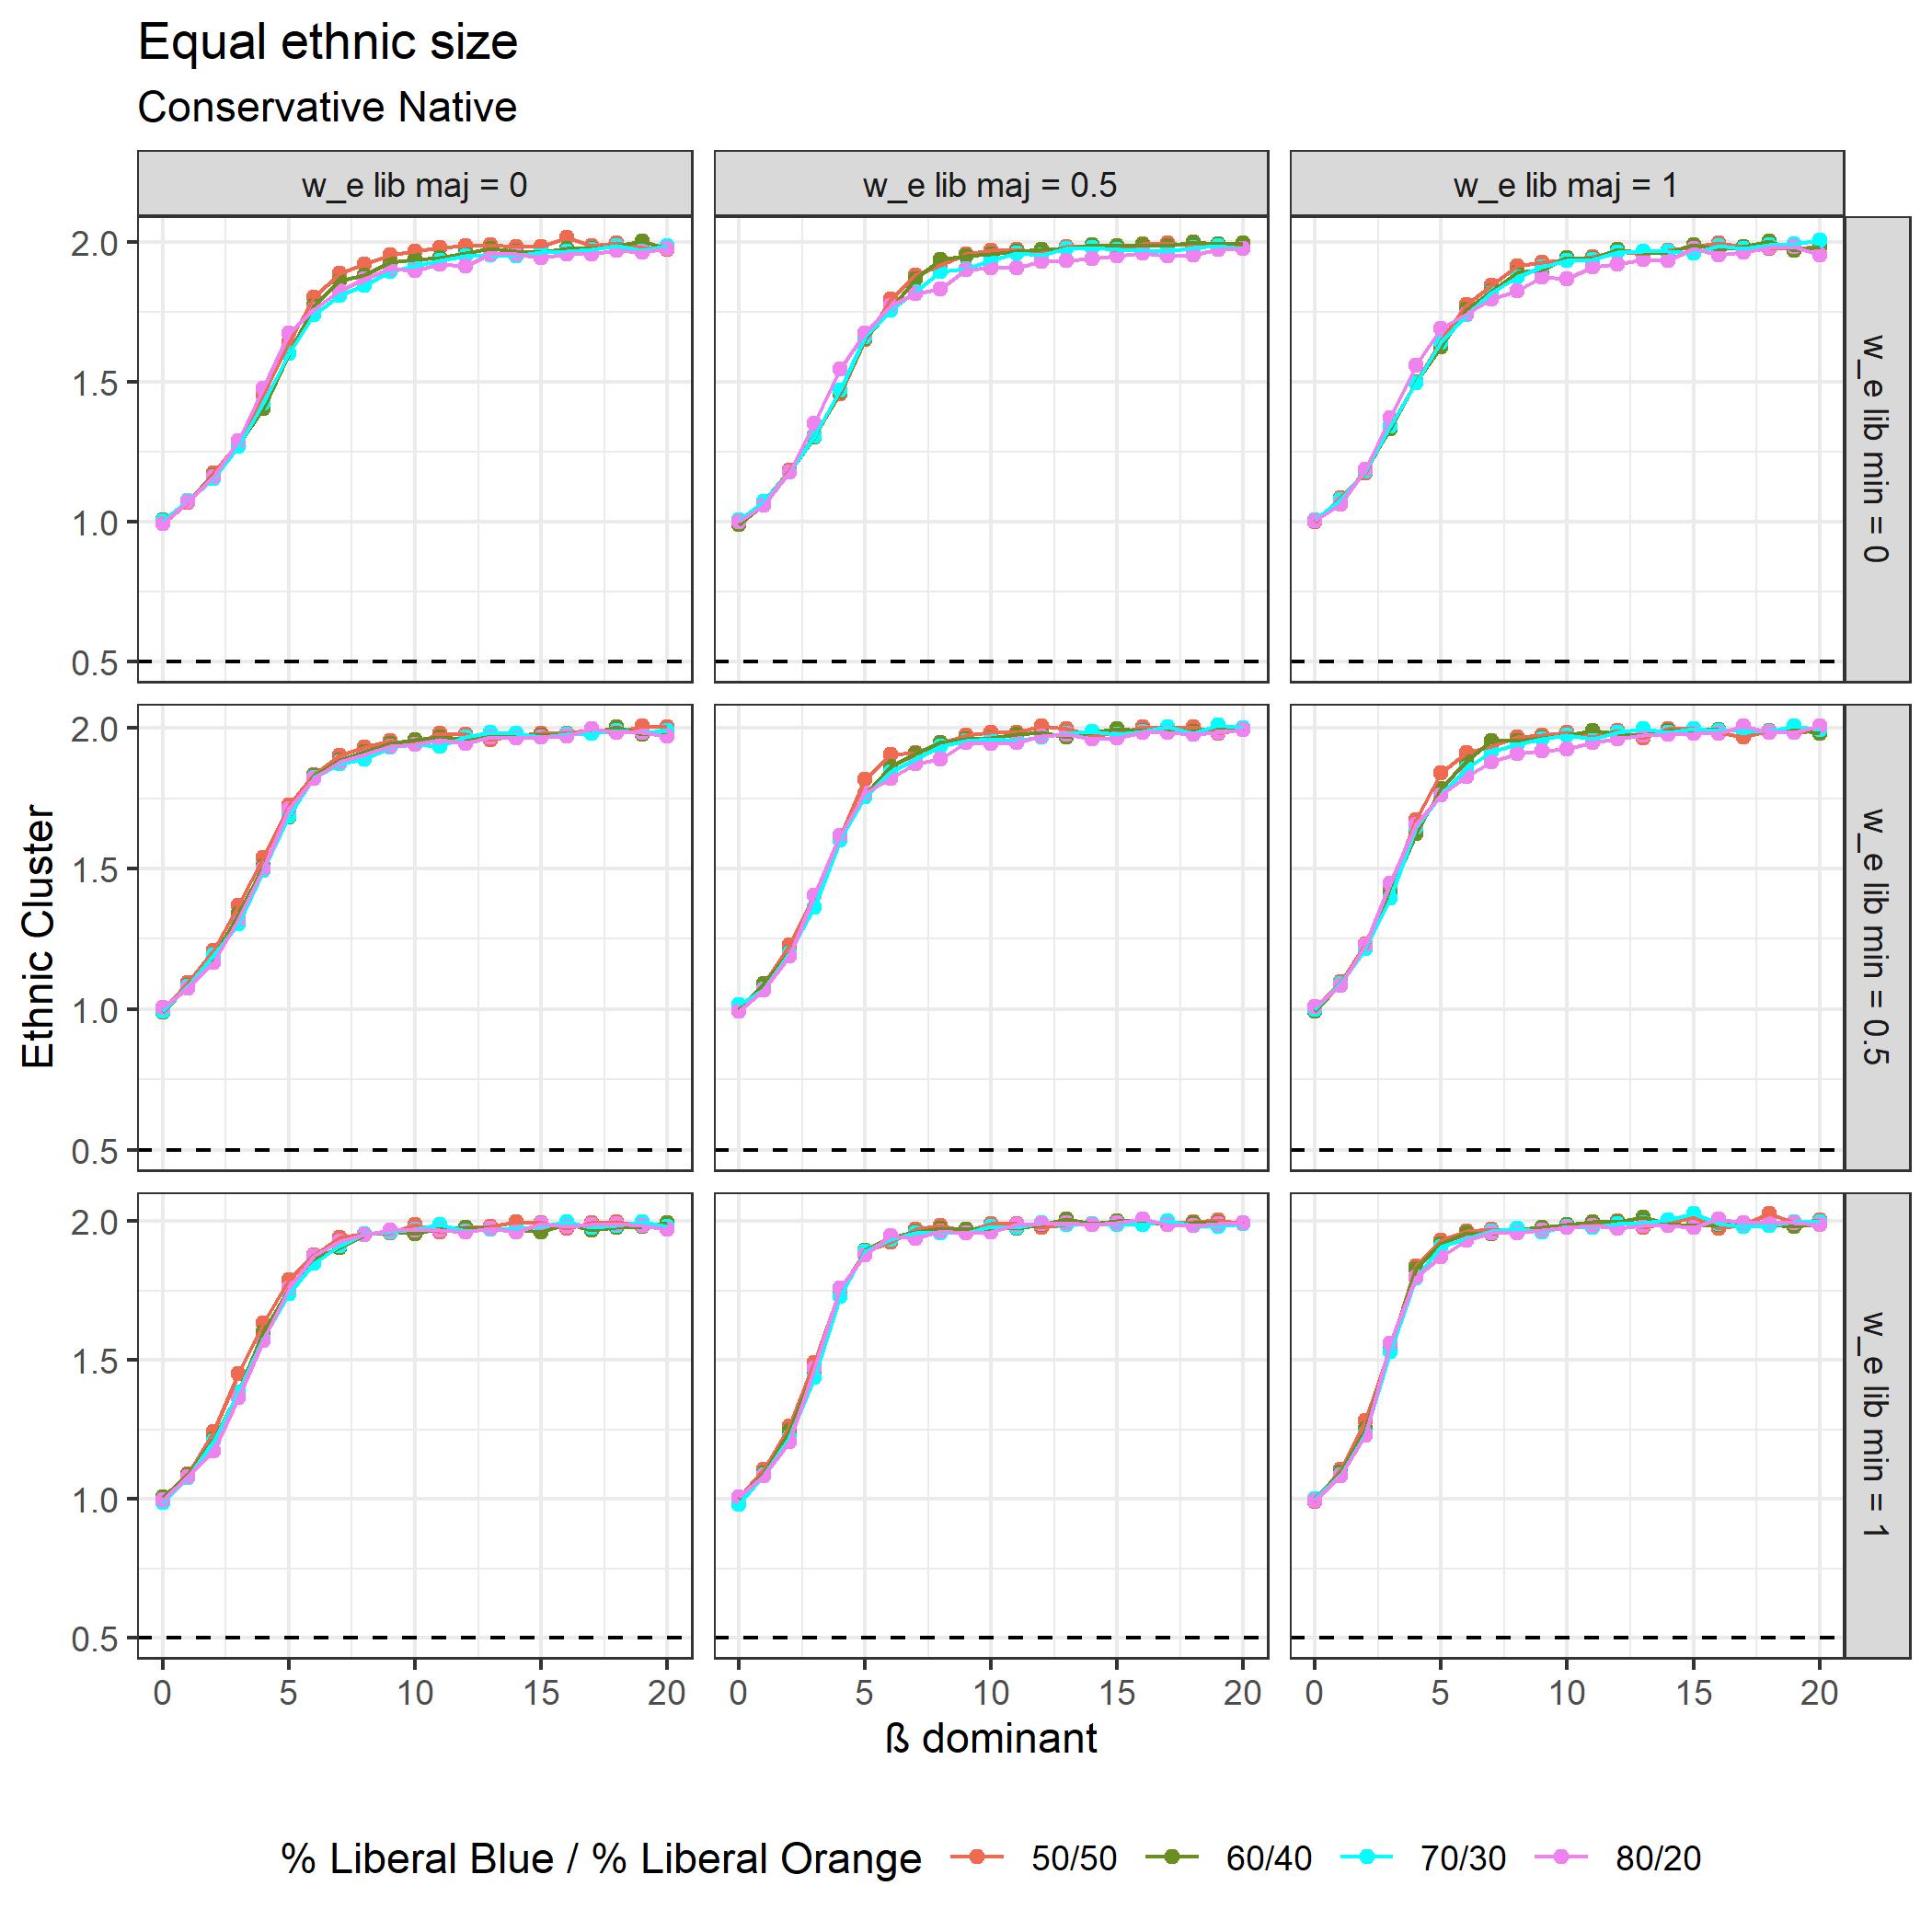 Equal ethnic size
Conservative Native
w_e lib maj = 0
w_e lib maj = 0.5
w_e lib maj = 1
2.0
1.5
1.0
0.5
w_e lib min = 0
2.0
1.5
1.0
0.5
w_e lib min = 0.5
2.0
1.5
1.0
0.5
w_e lib min = 1
Ethnic Cluster
0 5 10 15 20
0 5 10 15 20
0 5 10 15 20
ß dominant
% Liberal Blue / % Liberal Orange 50/50 60/40 70/30 80/20